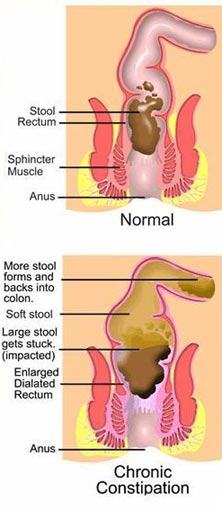 Stool
Rectum
Sphincter
Muscle
Anus
Normal
More stool
forms and
backs into
colon.
Soft stool
Large stool
gets stuck.
(impacted)
Enlarged
Dialated
Rectum
Anus
Chronic
Constipation